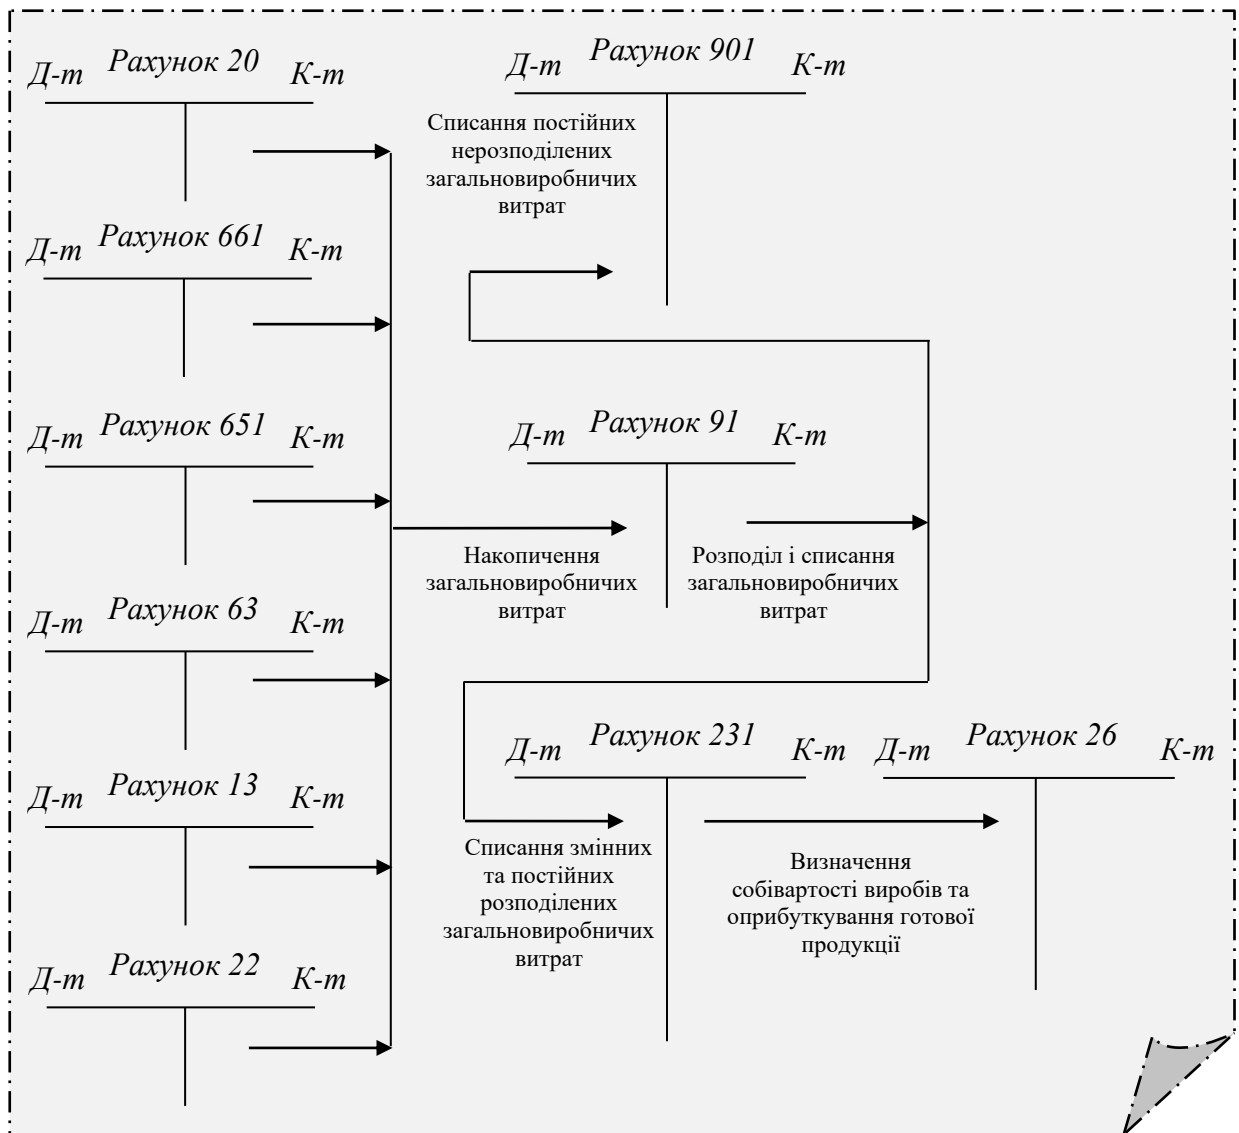 Д-т Рахунок 20 К-т
Д-т Рахунок 661 К-т
Д-т Рахунок 651 К-т
Д-т Рахунок 63 К-т
Д-т Рахунок 13 К-т
Д-т Рахунок 22 К-т
Д-т Рахунок 901 К-т
Списання постійних
нерозподілених
загальновиробничих
витрат
Д-т Рахунок 91 К-т
Накопичення
загальновиробничих
витрат
Розподіл і списання
загальновиробничих
витрат
Д-т Рахунок 231 К-т
Списання змінних
та постійних
розподілених
загальновиробничих
витрат
Д-т Рахунок 26 К-т
Визначення
собівартості виробів та
оприбуткування готової
продукції